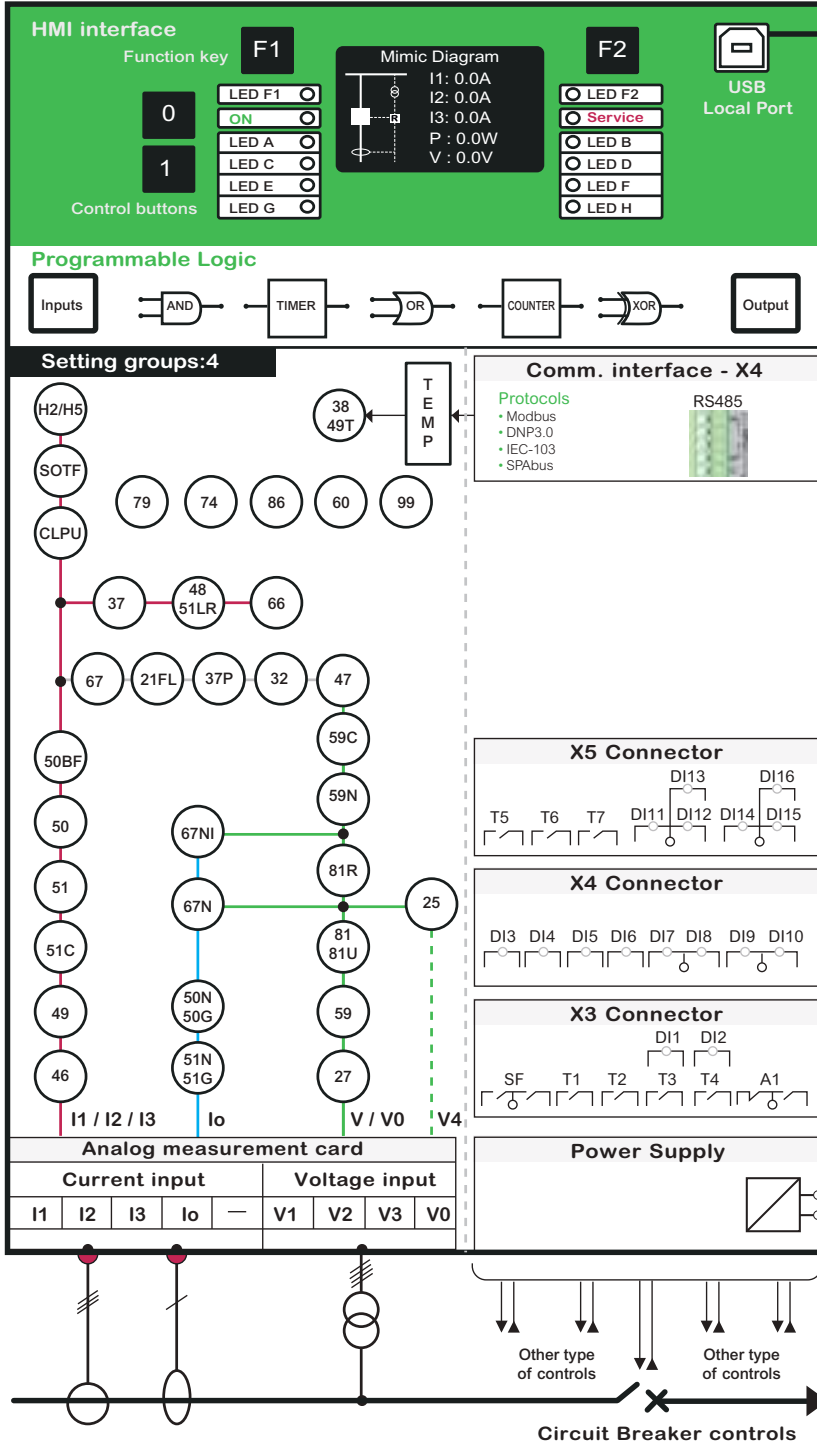 HMI interface
Function key
F1
Mimic Diagram
I1: 0.0A
I2: 0.0A
I3: 0.0A
P : 0.0W
V : 0.0V
R
F2
USB
Local Port
0
1
Control buttons
LED F1
ON
LED A
LED C
LED E
LED G
LED F2
Service
LED B
LED D
LED F
LED H
Programmable Logic
Inputs
AND
TIMER
OR
COUNTER
XOR
Output
Setting groups:4
H2/H5
SOTF
CLPU
38
49T
T
E
M
P
79
74
86
60
99
37
48
51LR
66
67
21FL
37P
32
47
50BF
59C
59N
50
67NI
81R
51
67N
25
51C
81
81U
49
50N
50G
59
46
51N
51G
27
I1 / I2 / I3
Io
V / V0
V4
Comm. interface - X4
Protocols
• Modbus
• DNP3.0
• IEC-103
• SPAbus
RS485
X5 Connector
DI13
DI16
T5
T6
T7
DI11
DI12
DI14
DI15
X4 Connector
DI3
DI4
DI5
DI6
DI7
DI8
DI9
DI10
X3 Connector
DI1
DI2
SF
T1
T2
T3
T4
A1
Power Supply
Analog measurement card
Current input
Voltage input
I1
I2
I3
Io
—
V1
V2
V3
V0
Other type
of controls
Other type
of controls
Circuit Breaker controls